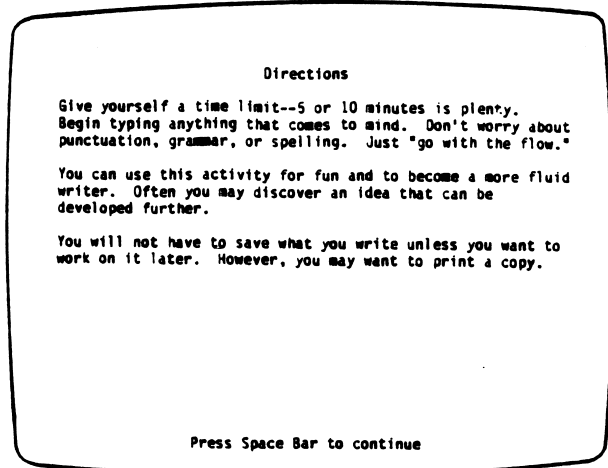 Directions
Give yourself a time limit--5 or 10 minutes is plenty.
Begin typing anything that comes to mind. Don't worry about
punctuation, grammar, or spelling. Just "go with the flow."
You can use this activity for fun and to become a more fluid
writer. Often you may discover an idea that can be
developed further.
You will not have to save what you write unless you want to
work on it later. However, you may want to print a copy.
Press Space Bar to continue